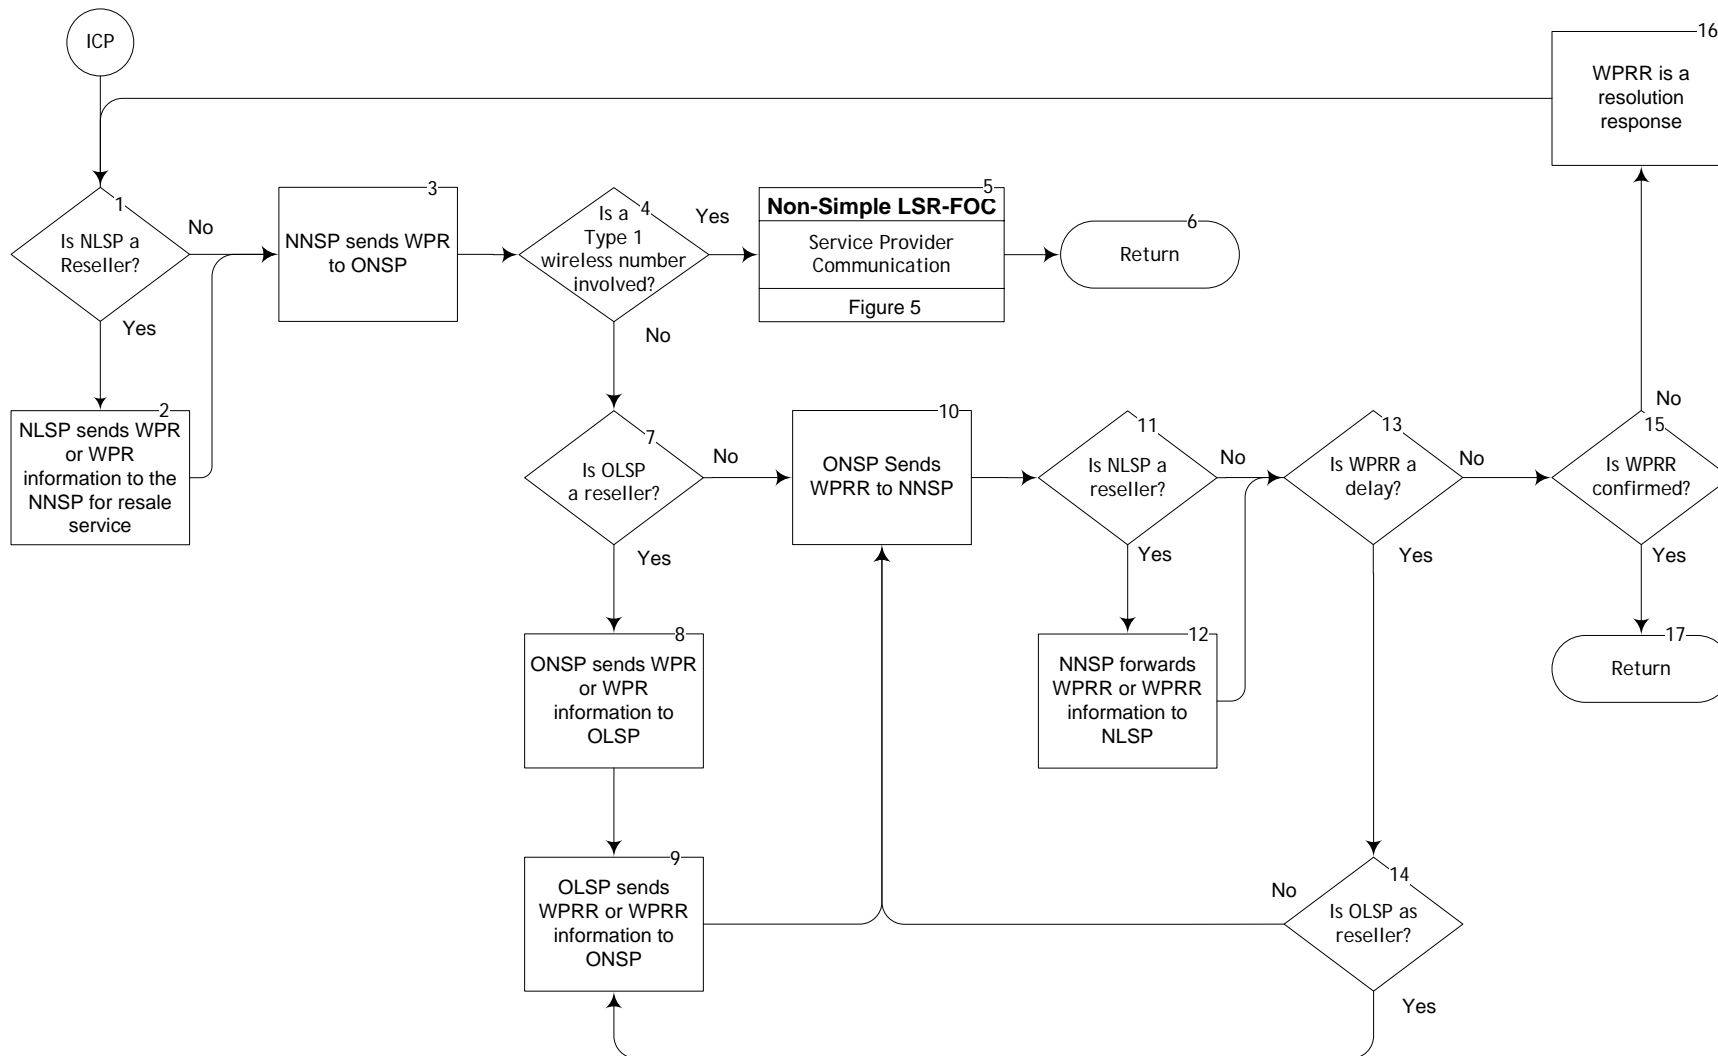 ICP
16
WPRR is a
resolution
response
1
Is NLSP a
Reseller?
No
Yes
3
NNSP sends WPR
to ONSP
4
Is a
Type 1
wireless number
involved?
Yes
No
5
Non-Simple LSR-FOC
Service Provider
Communication
Figure 5
6
Return
2
NLSP sends WPR
or WPR
information to the
NNSP for resale
service
7
Is OLSP
a reseller?
No
Yes
10
ONSP Sends
WPRR to NNSP
11
Is NLSP a
reseller?
No
Yes
13
Is WPRR a
delay?
No
Yes
No
15
Is WPRR
confirmed?
Yes
8
ONSP sends WPR
or WPR
information to
OLSP
12
NNSP forwards
WPRR or WPRR
information to
NLSP
17
Return
9
OLSP sends
WPRR or WPRR
information to
ONSP
14
No
Is OLSP as
reseller?
Yes